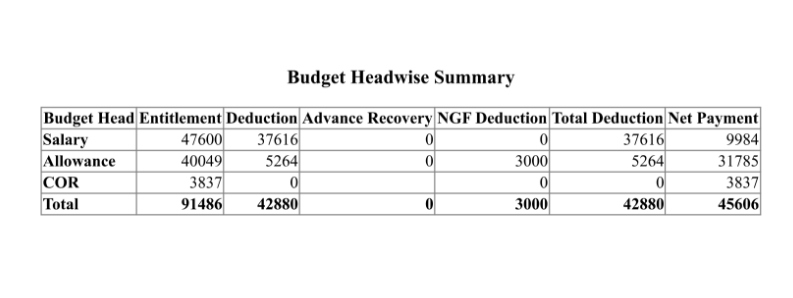 Budget Headwise Summary
Budget Head Entitlement Deduction Advance Recovery NGF Deduction Total Deduction Net Payment
Salary 47600 37616 0 0 37616 9984
Allowance 40049 5264 0 3000 5264 31785
COR 3837 0 0 0 3837
Total 91486 42880 0 3000 42880 45606